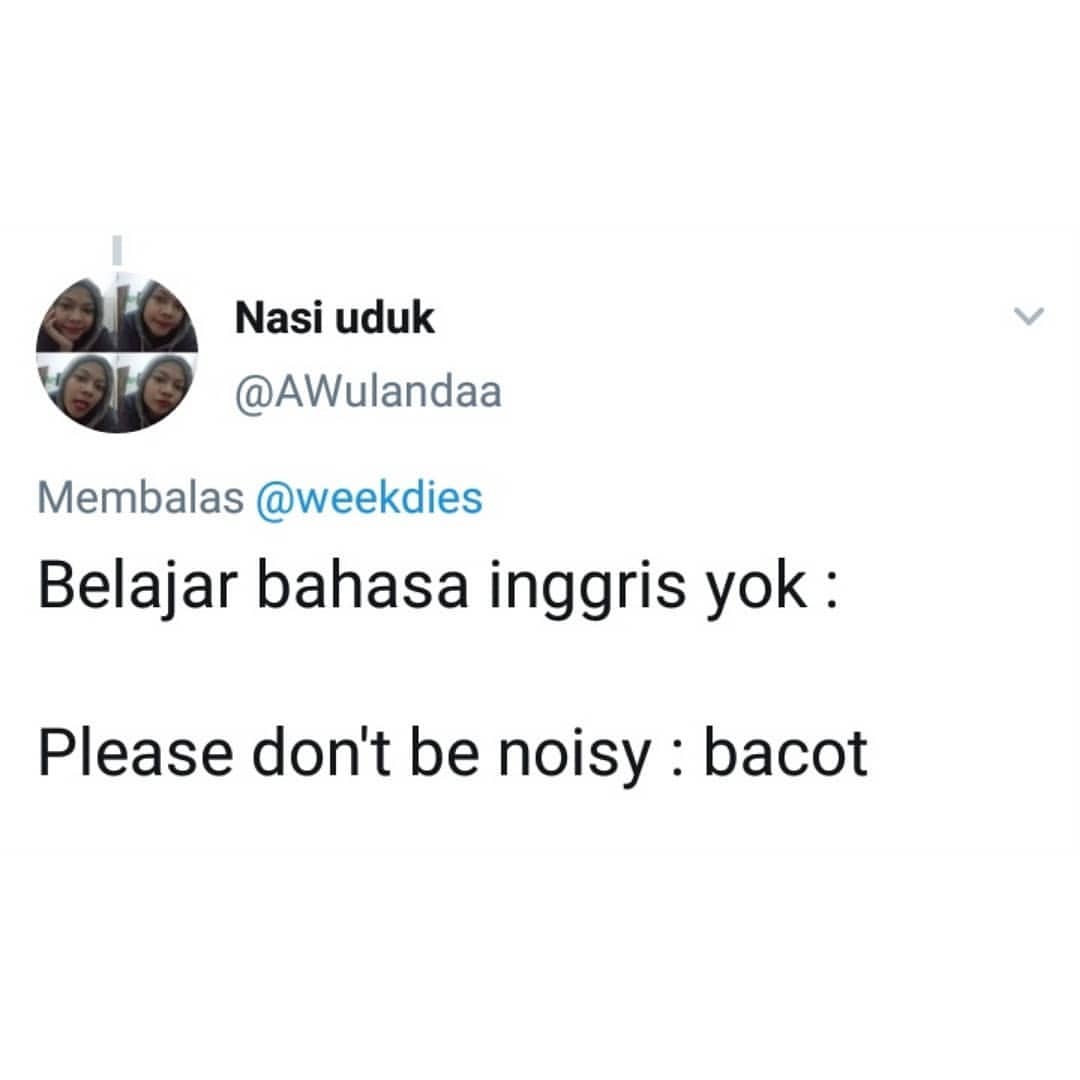 Nasi uduk
@AWulandaa
Membalas @weekdies
Belajar bahasa inggris yok :
Please don't be noisy : bacot